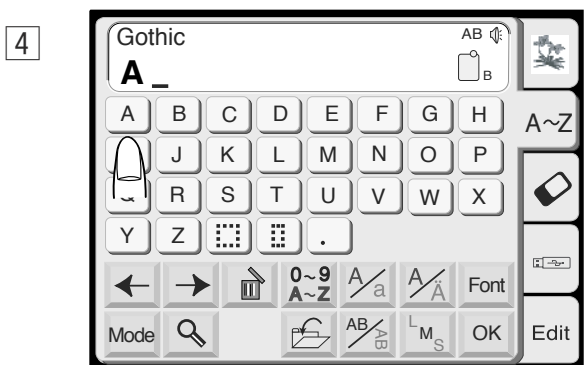 4
Gothic
AB
A _
B
A B C D E F G H
A~Z
J K L M N O P
R S T U V W X
Y Z .
0~9
A~Z
A/a
A/Ä
Font
Mode
AB/AB
L M S
OK
Edit